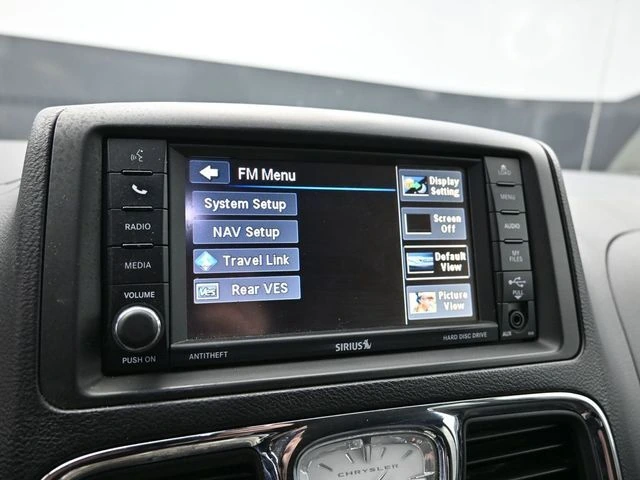 FM Menu
System Setup
NAV Setup
Travel Link
VES
Rear VES
Display
Setting
Screen
Off
Default
View
Picture
View
RADIO
MEDIA
VOLUME
PUSH ON
LOAD
MENU
AUDIO
MY
FILES
PULL
AUX
ANTITHEFT
SIRIUS
HARD DISC DRIVE
CHRYSLER